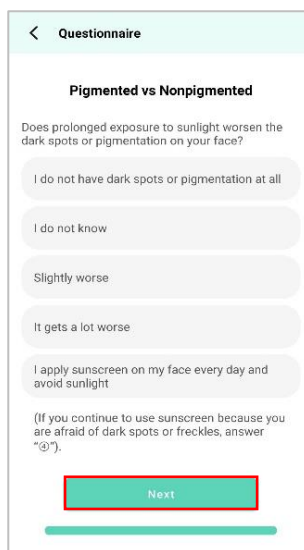 Questionnaire
Pigmented vs Nonpigmented
Does prolonged exposure to sunlight worsen the
dark spots or pigmentation on your face?
I do not have dark spots or pigmentation at all
I do not know
Slightly worse
It gets a lot worse
I apply sunscreen on my face every day and
avoid sunlight
(If you continue to use sunscreen because you
are afraid of dark spots or freckles, answer
“④”).
Next